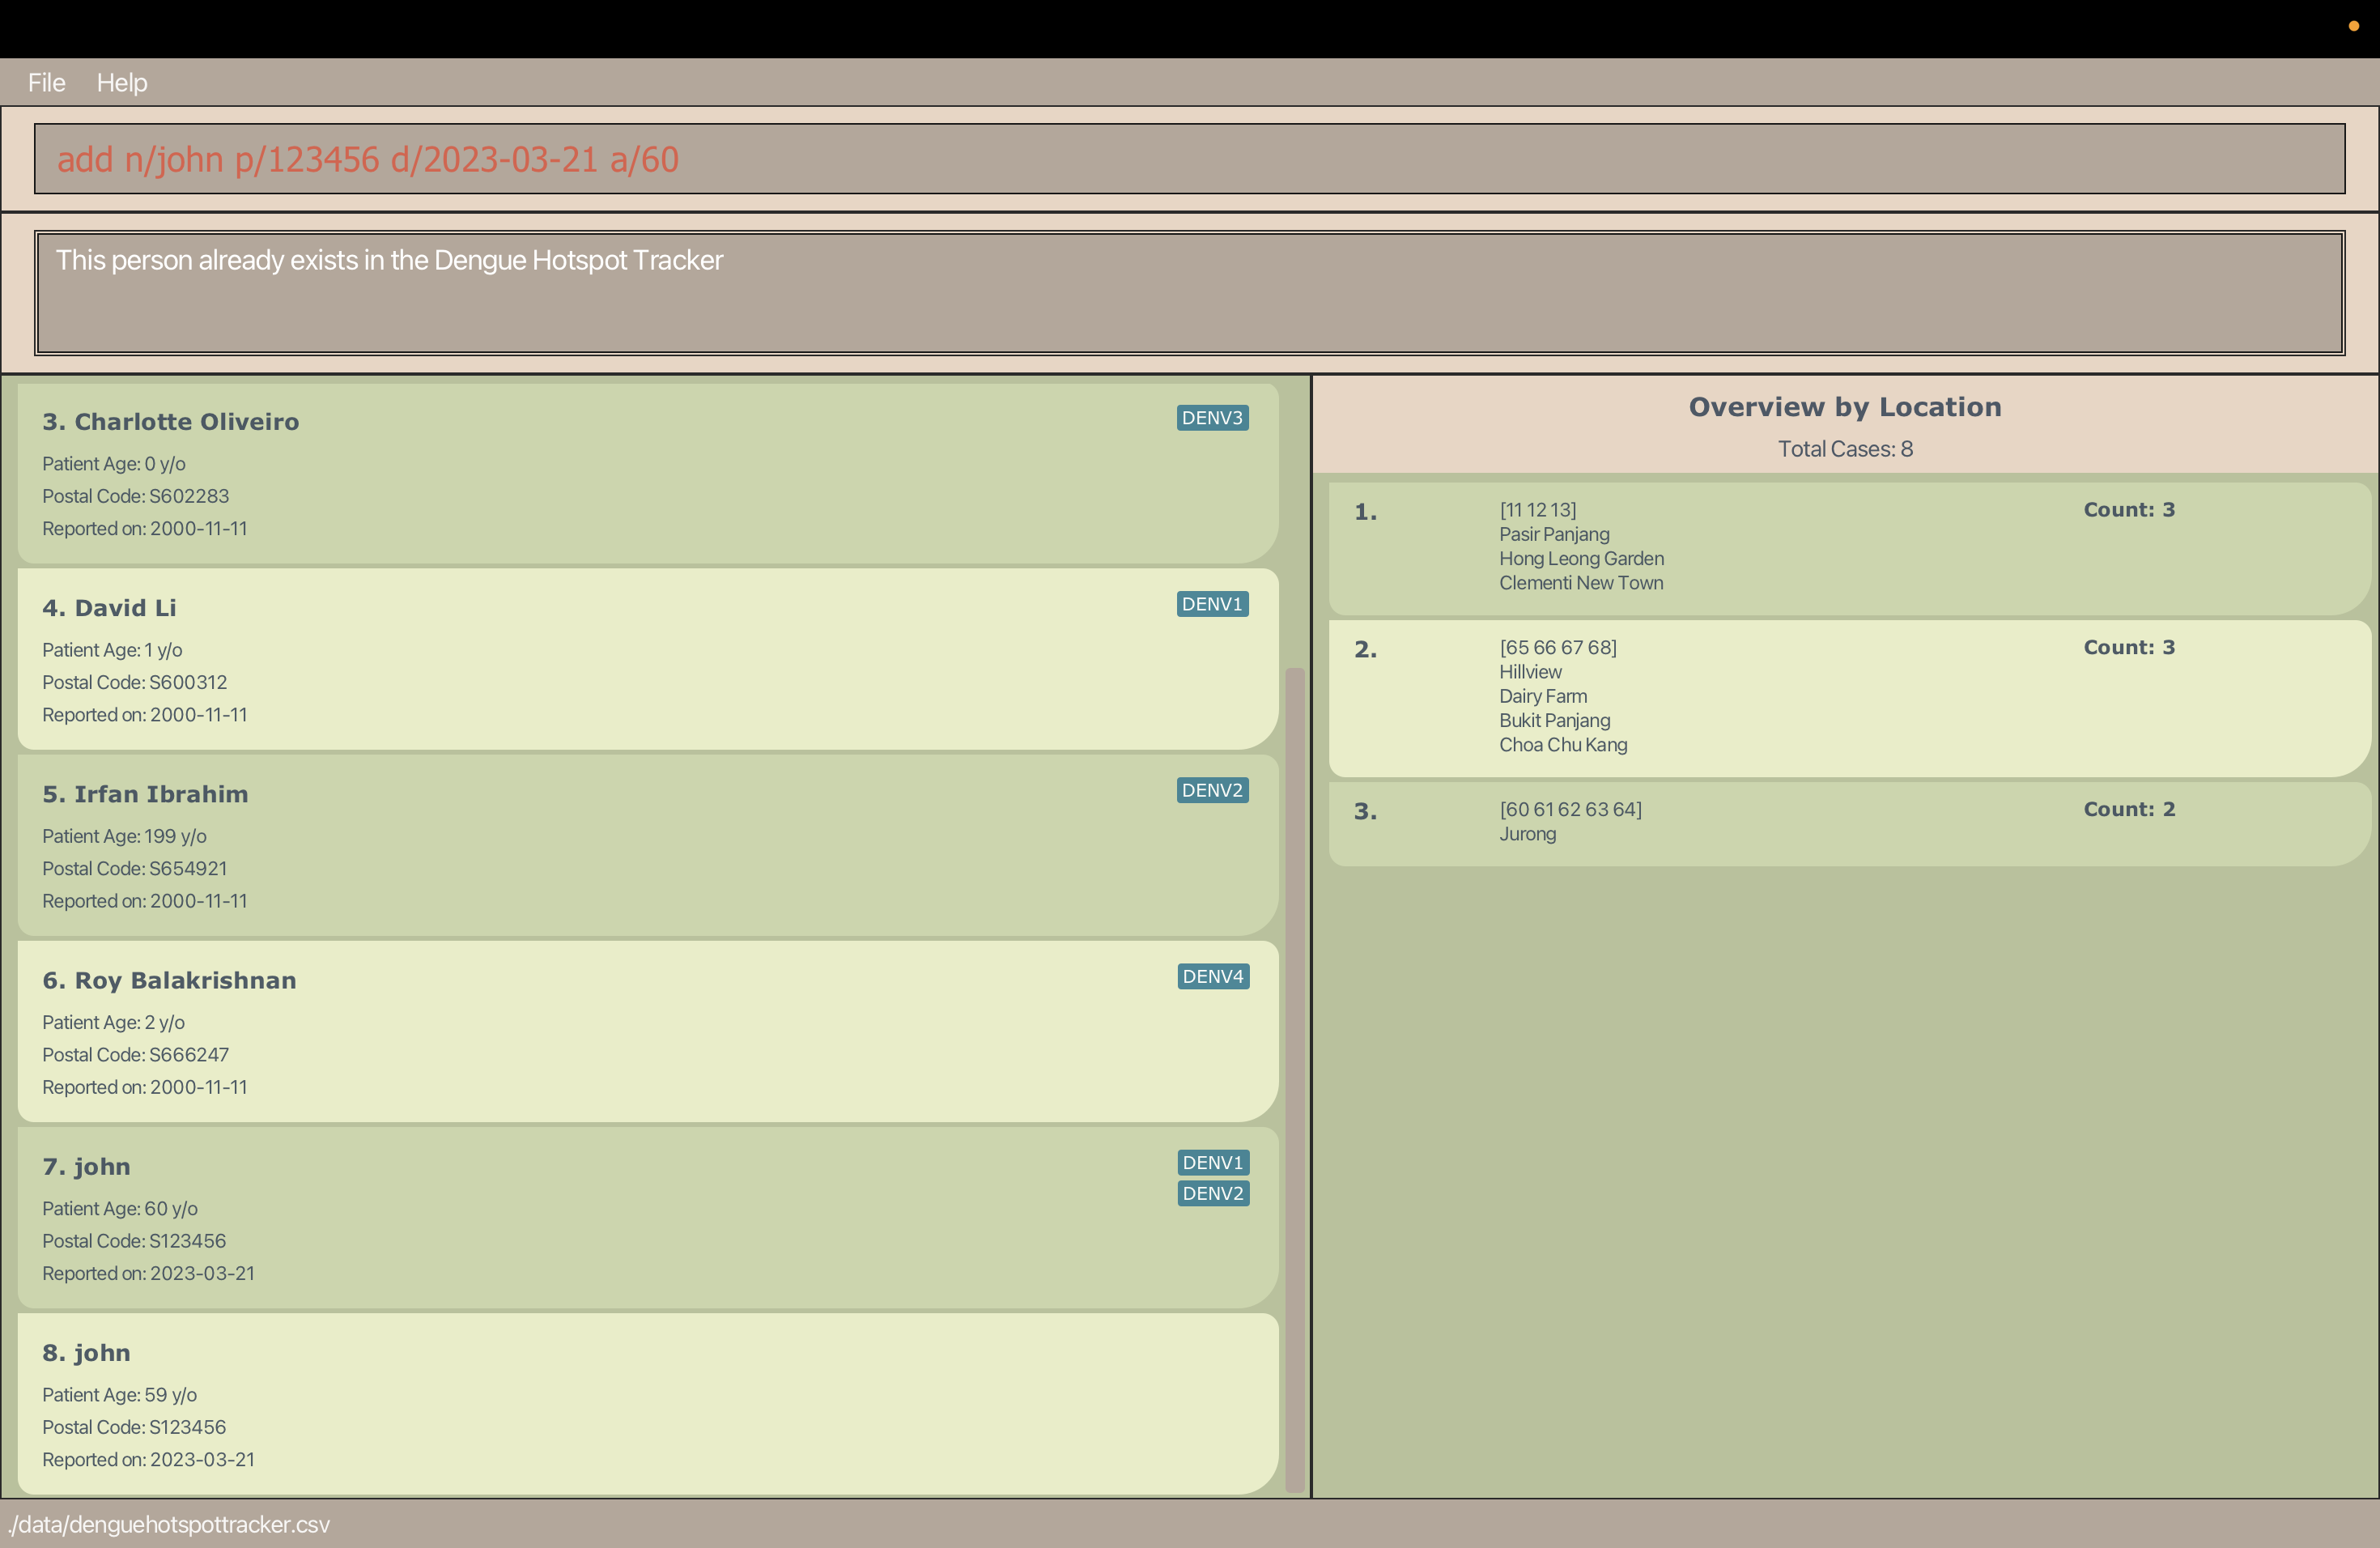 File Help
add n/john p/123456 d/2023-03-21 a/60
This person already exists in the Dengue Hotspot Tracker
3. Charlotte Oliveiro
DENV3
Patient Age: 0 y/o
Postal Code: S602283
Reported on: 2000-11-11
4. David Li
DENV1
Patient Age: 1 y/o
Postal Code: S600312
Reported on: 2000-11-11
5. Irfan Ibrahim
DENV2
Patient Age: 199 y/o
Postal Code: S654921
Reported on: 2000-11-11
6. Roy Balakrishnan
DENV4
Patient Age: 2 y/o
Postal Code: S666247
Reported on: 2000-11-11
7. john
DENV1
DENV2
Patient Age: 60 y/o
Postal Code: S123456
Reported on: 2023-03-21
8. john
Patient Age: 59 y/o
Postal Code: S123456
Reported on: 2023-03-21
Overview by Location
Total Cases: 8
1. [11 12 13] Count: 3
Pasir Panjang
Hong Leong Garden
Clementi New Town
2. [65 66 67 68] Count: 3
Hillview
Dairy Farm
Bukit Panjang
Choa Chu Kang
3. [60 61 62 63 64] Count: 2
Jurong
./data/denguehotspottracker.csv